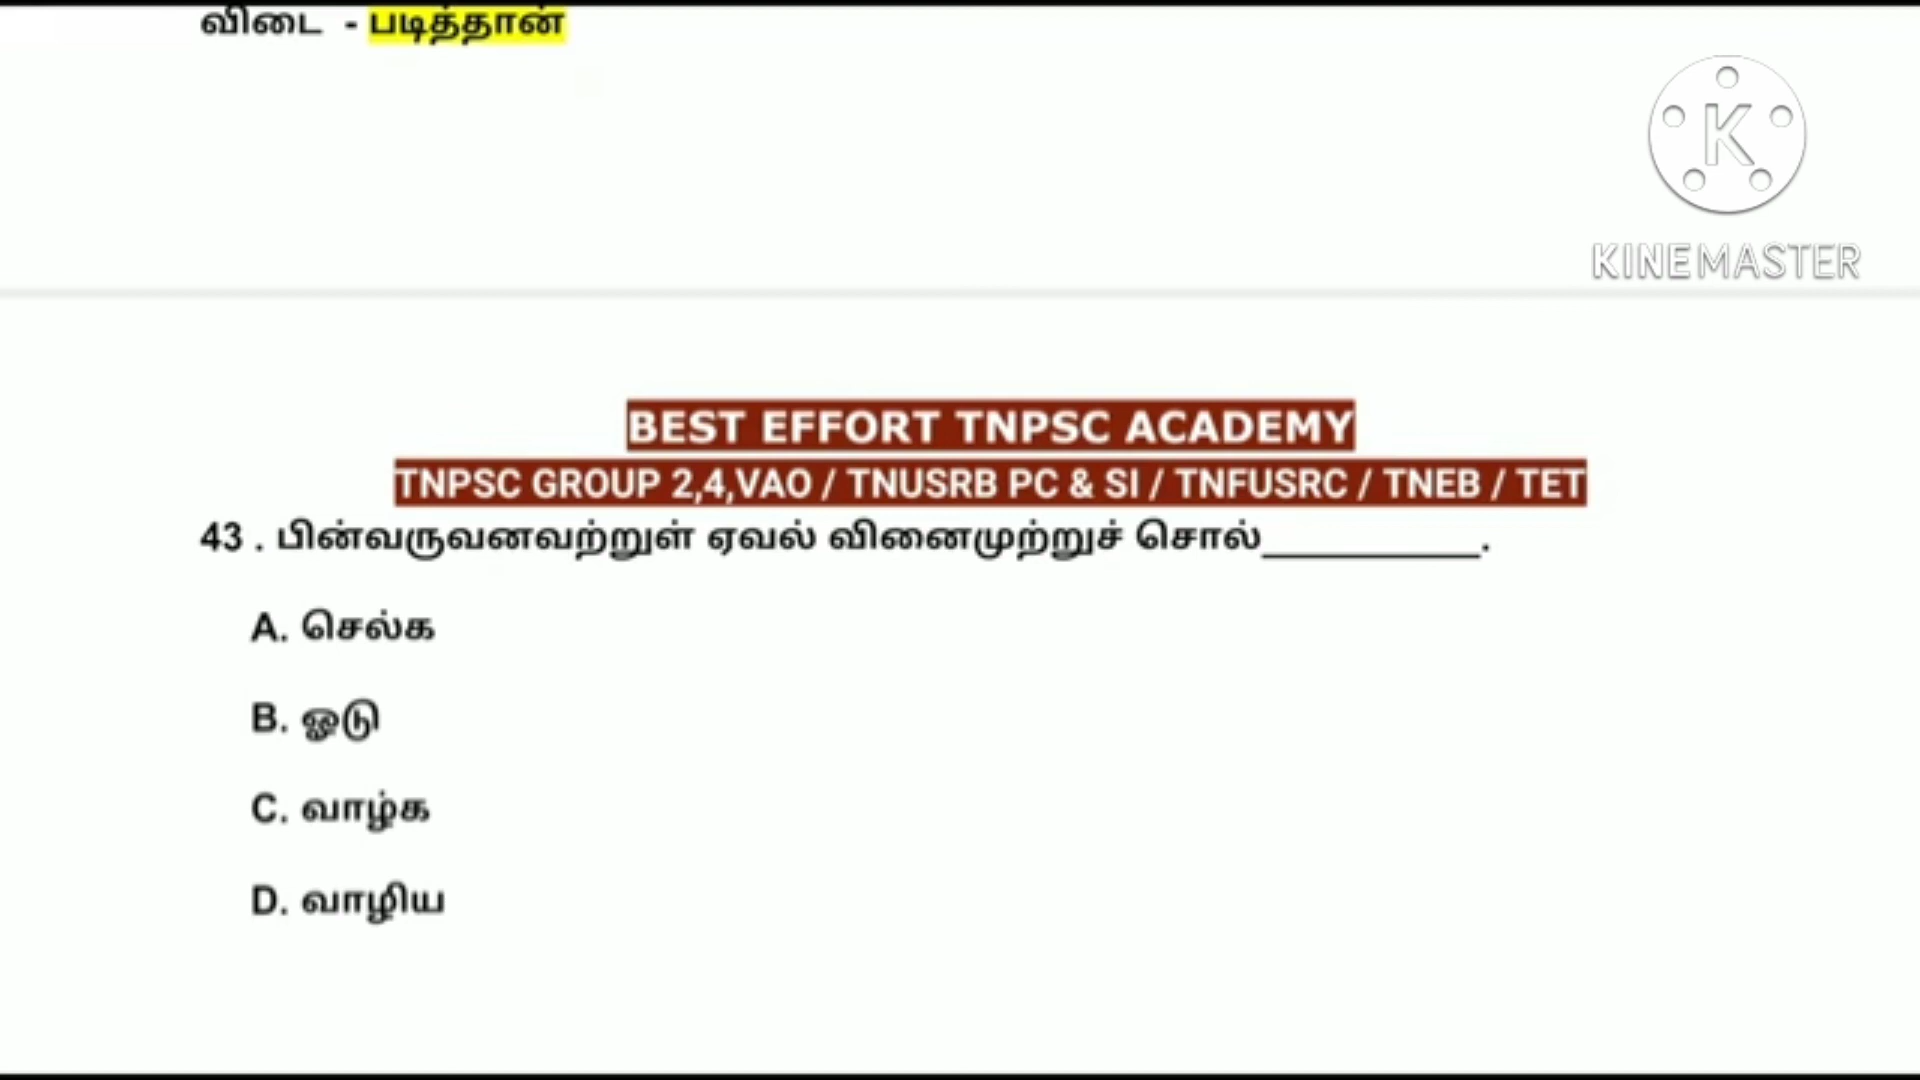 விடை - படித்தான்
K
KINEMASTER
BEST EFFORT TNPSC ACADEMY
TNPSC GROUP 2,4,VAO / TNUSRB PC & SI / TNFUSRC / TNEB / TET
43 . பின்வருவனவற்றுள் ஏவல் வினைமுற்றுச் சொல்__________.
A. செல்க
B. ஓடு
C. வாழ்க
D. வாழிய